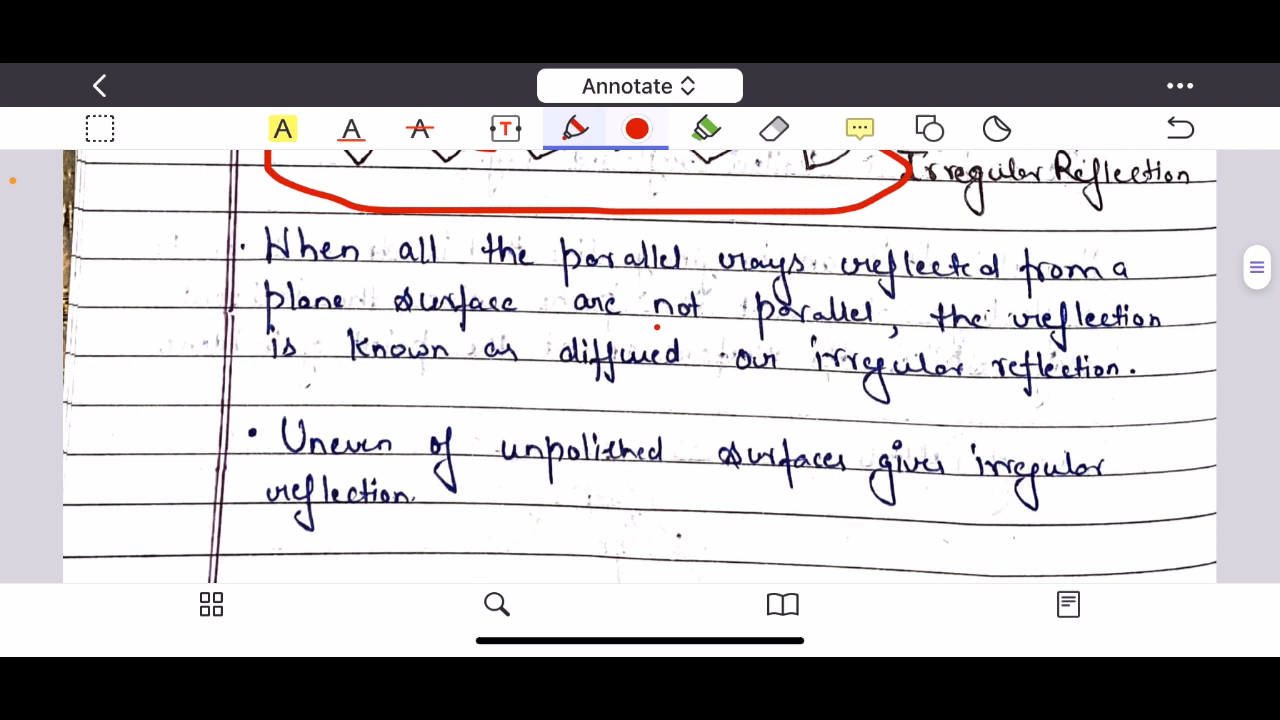 Annotate
A A A T
Irregular Reflection
• When all the parallel rays reflected from a
plane surface are not parallel, the reflection
is known as diffused or irregular reflection.
• Uneven of unpolished surfaces gives irregular
reflection.